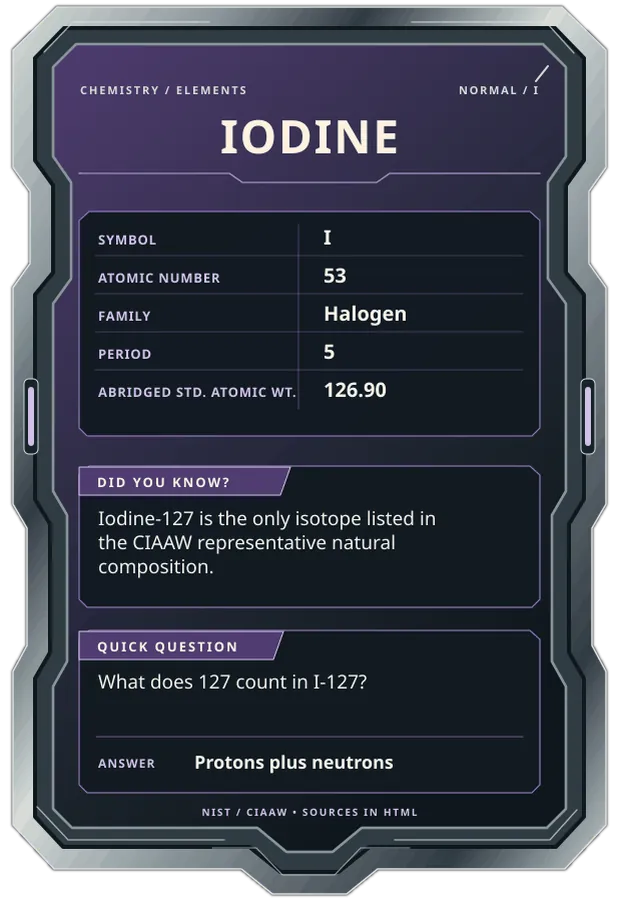 CHEMISTRY / ELEMENTS
NORMAL / I
IODINE
SYMBOL I
ATOMIC NUMBER 53
FAMILY Halogen
PERIOD 5
ABRIDGED STD. ATOMIC WT. 126.90
DID YOU KNOW?
Iodine-127 is the only isotope listed in
the CIAAW representative natural
composition.
QUICK QUESTION
What does 127 count in I-127?
ANSWER Protons plus neutrons
NIST / CIAAW • SOURCES IN HTML